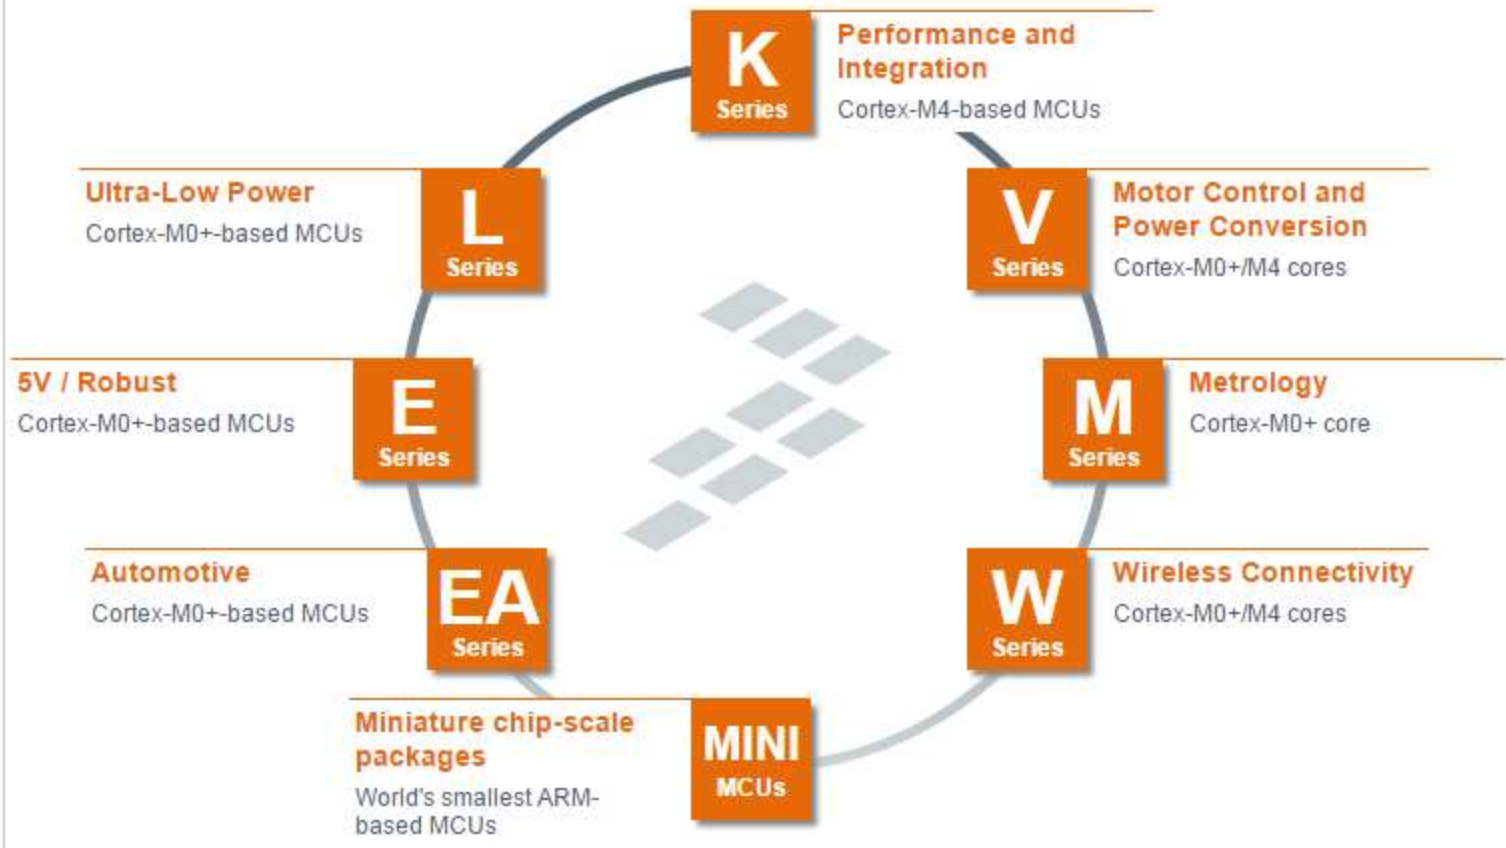 K
Series
Performance and
Integration
Cortex-M4-based MCUs
Ultra-Low Power
Cortex-M0+-based MCUs
L
Series
V
Series
Motor Control and
Power Conversion
Cortex-M0+/M4 cores
5V / Robust
Cortex-M0+-based MCUs
E
Series
M
Series
Metrology
Cortex-M0+ core
Automotive
Cortex-M0+-based MCUs
EA
Series
W
Series
Wireless Connectivity
Cortex-M0+/M4 cores
Miniature chip-scale
packages
World's smallest ARM-
based MCUs
MINI
MCUs